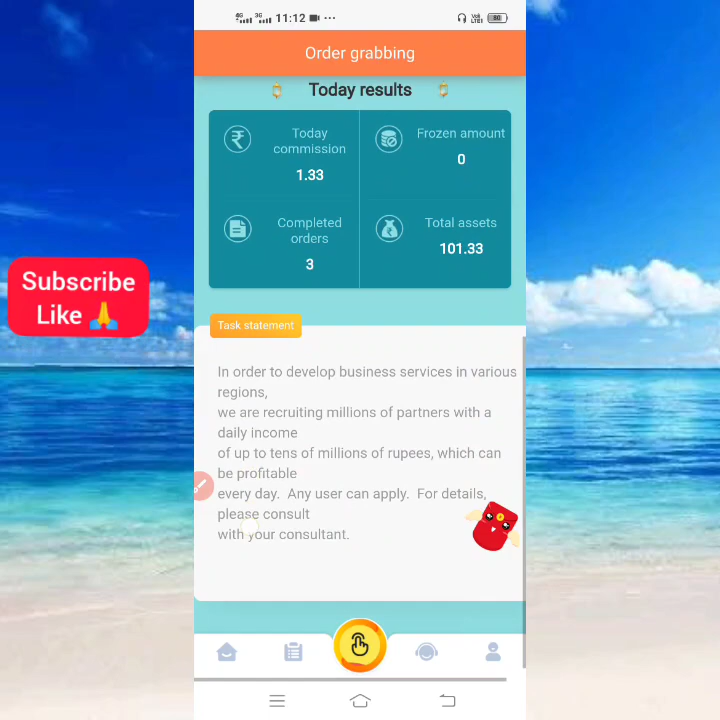 4G 3G 11:12
80
Order grabbing
Today results
Today
commission
1.33
Frozen amount
0
Completed
orders
3
Total assets
101.33
Subscribe
Like 🙏
Task statement
In order to develop business services in various
regions,
we are recruiting millions of partners with a
daily income
of up to tens of millions of rupees, which can
be profitable
every day.  Any user can apply.  For details,
please consult
with your consultant.